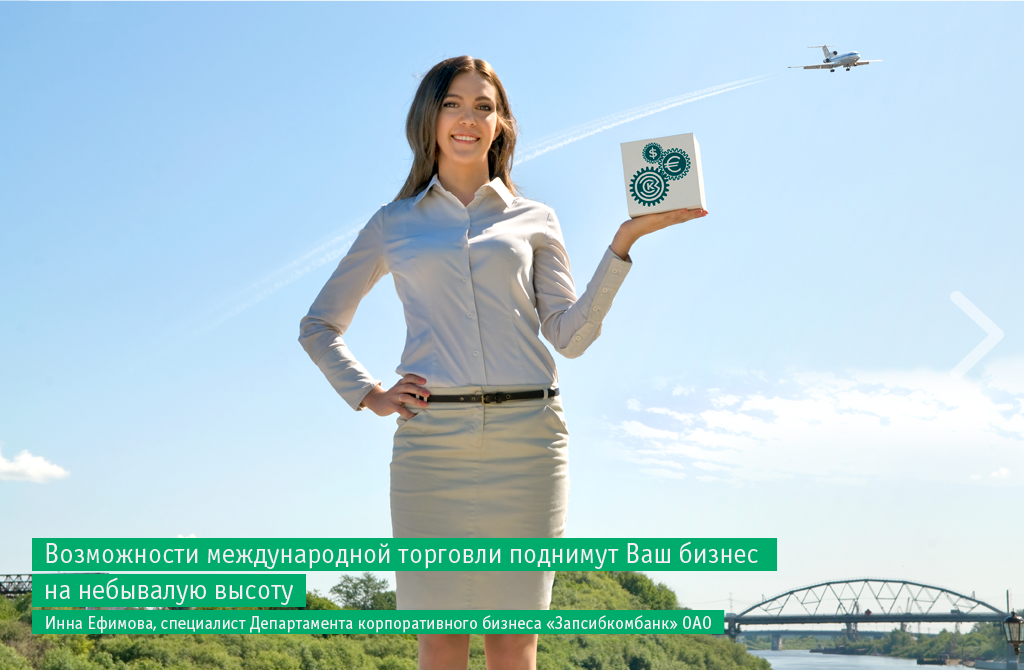 $
€
Возможности международной торговли поднимут Ваш бизнес
на небывалую высоту
Инна Ефимова, специалист Департамента корпоративного бизнеса «Запсибкомбанк» ОАО